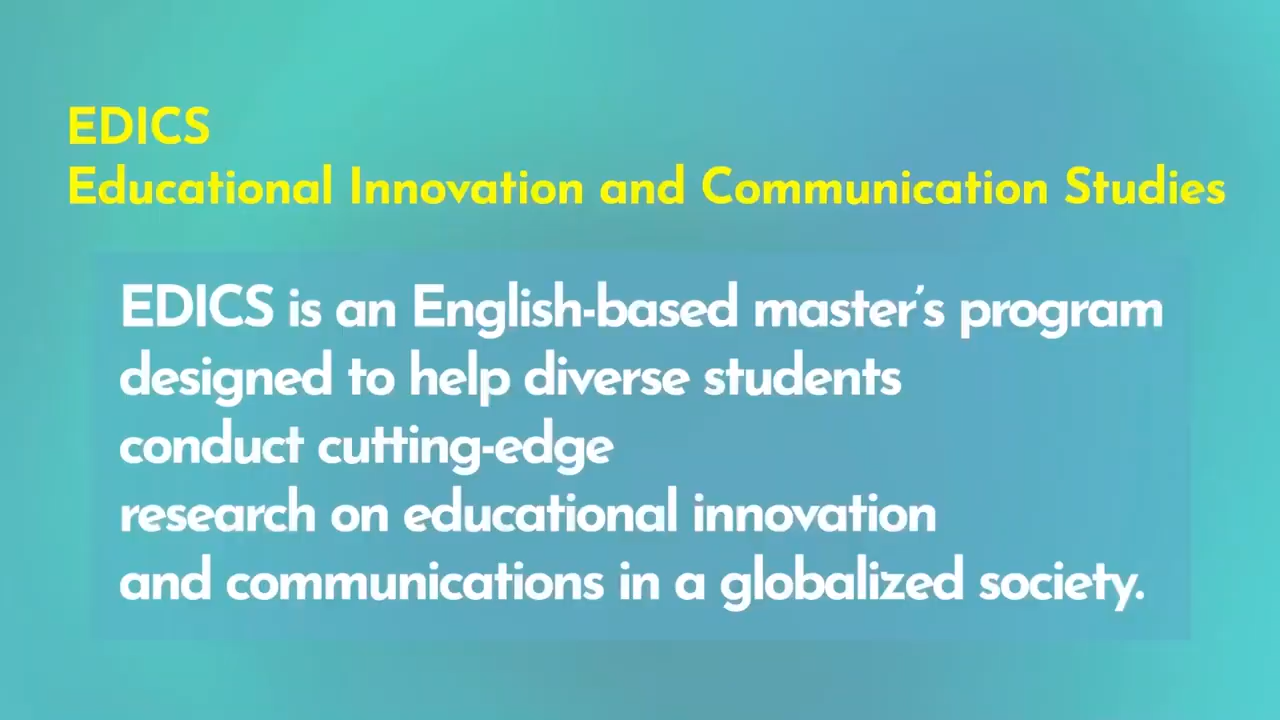 EDICS
Educational Innovation and Communication Studies
EDICS is an English-based master’s program
designed to help diverse students
conduct cutting-edge
research on educational innovation
and communications in a globalized society.